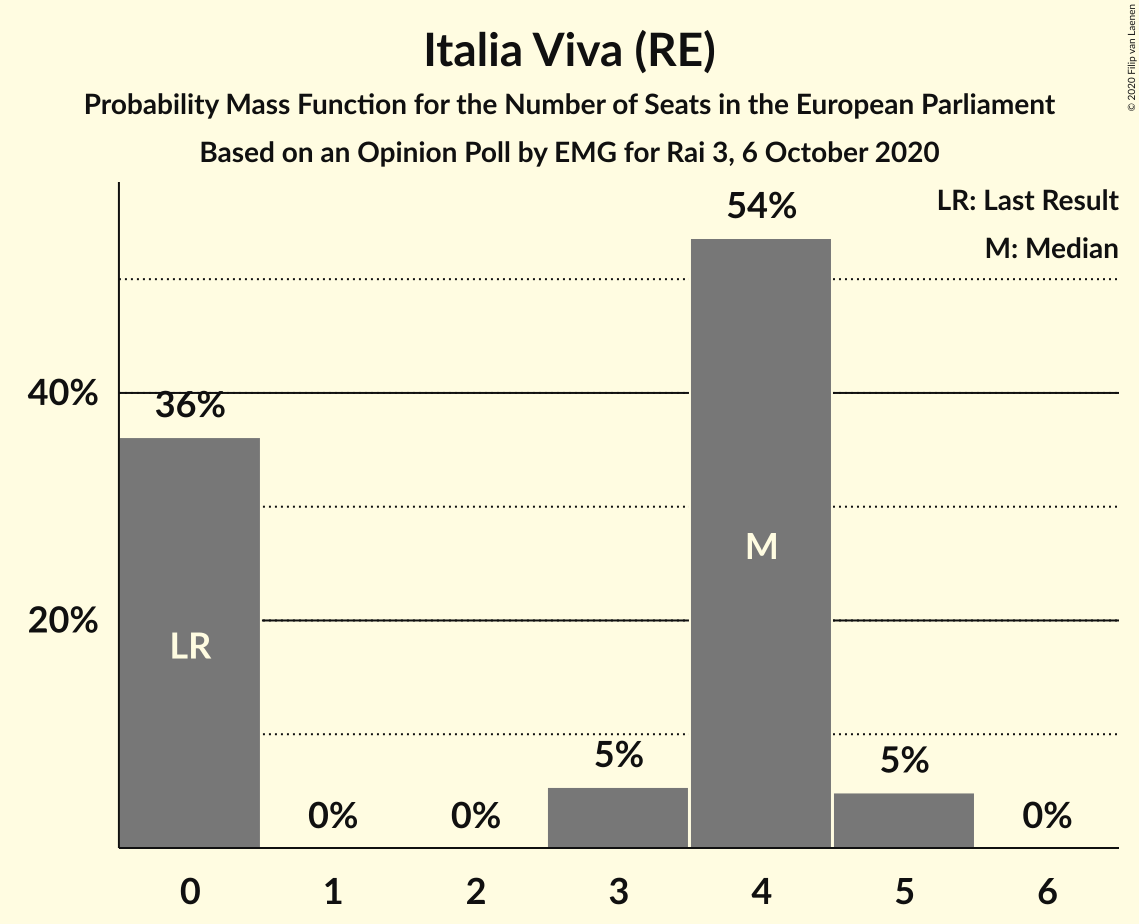 Italia Viva (RE)
Probability Mass Function for the Number of Seats in the European Parliament
Based on an Opinion Poll by EMG for Rai 3, 6 October 2020
© 2020 Filip van Laenen
LR: Last Result
M: Median
54%
40%
36%
M
20%
LR
5%
5%
0%
0%
0%
0 1 2 3 4 5 6